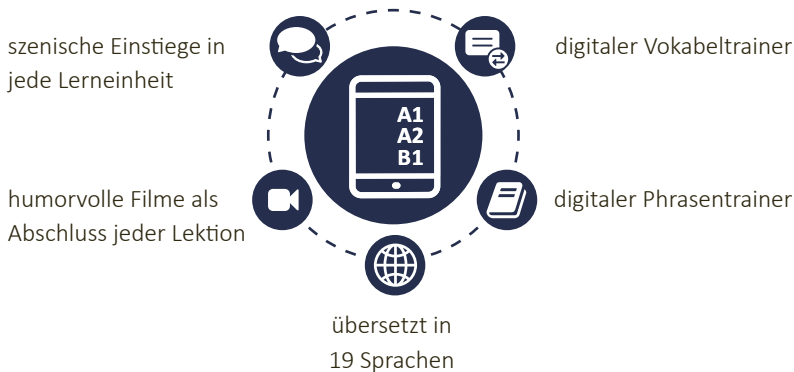 szenische Einstiege in
jede Lerneinheit
digitaler Vokabeltrainer
A1
A2
B1
humorvolle Filme als
Abschluss jeder Lektion
digitaler Phrasentrainer
übersetzt in
19 Sprachen